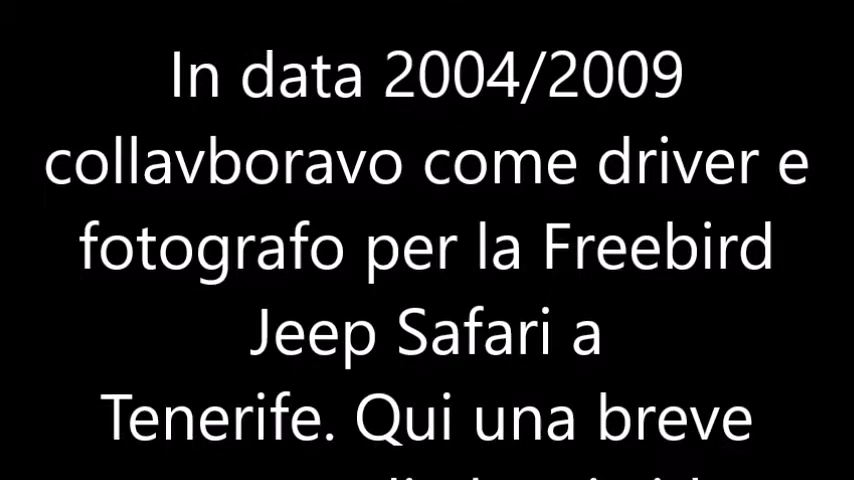 In data 2004/2009
collavboravo come driver e
fotografo per la Freebird
Jeep Safari a
Tenerife. Qui una breve